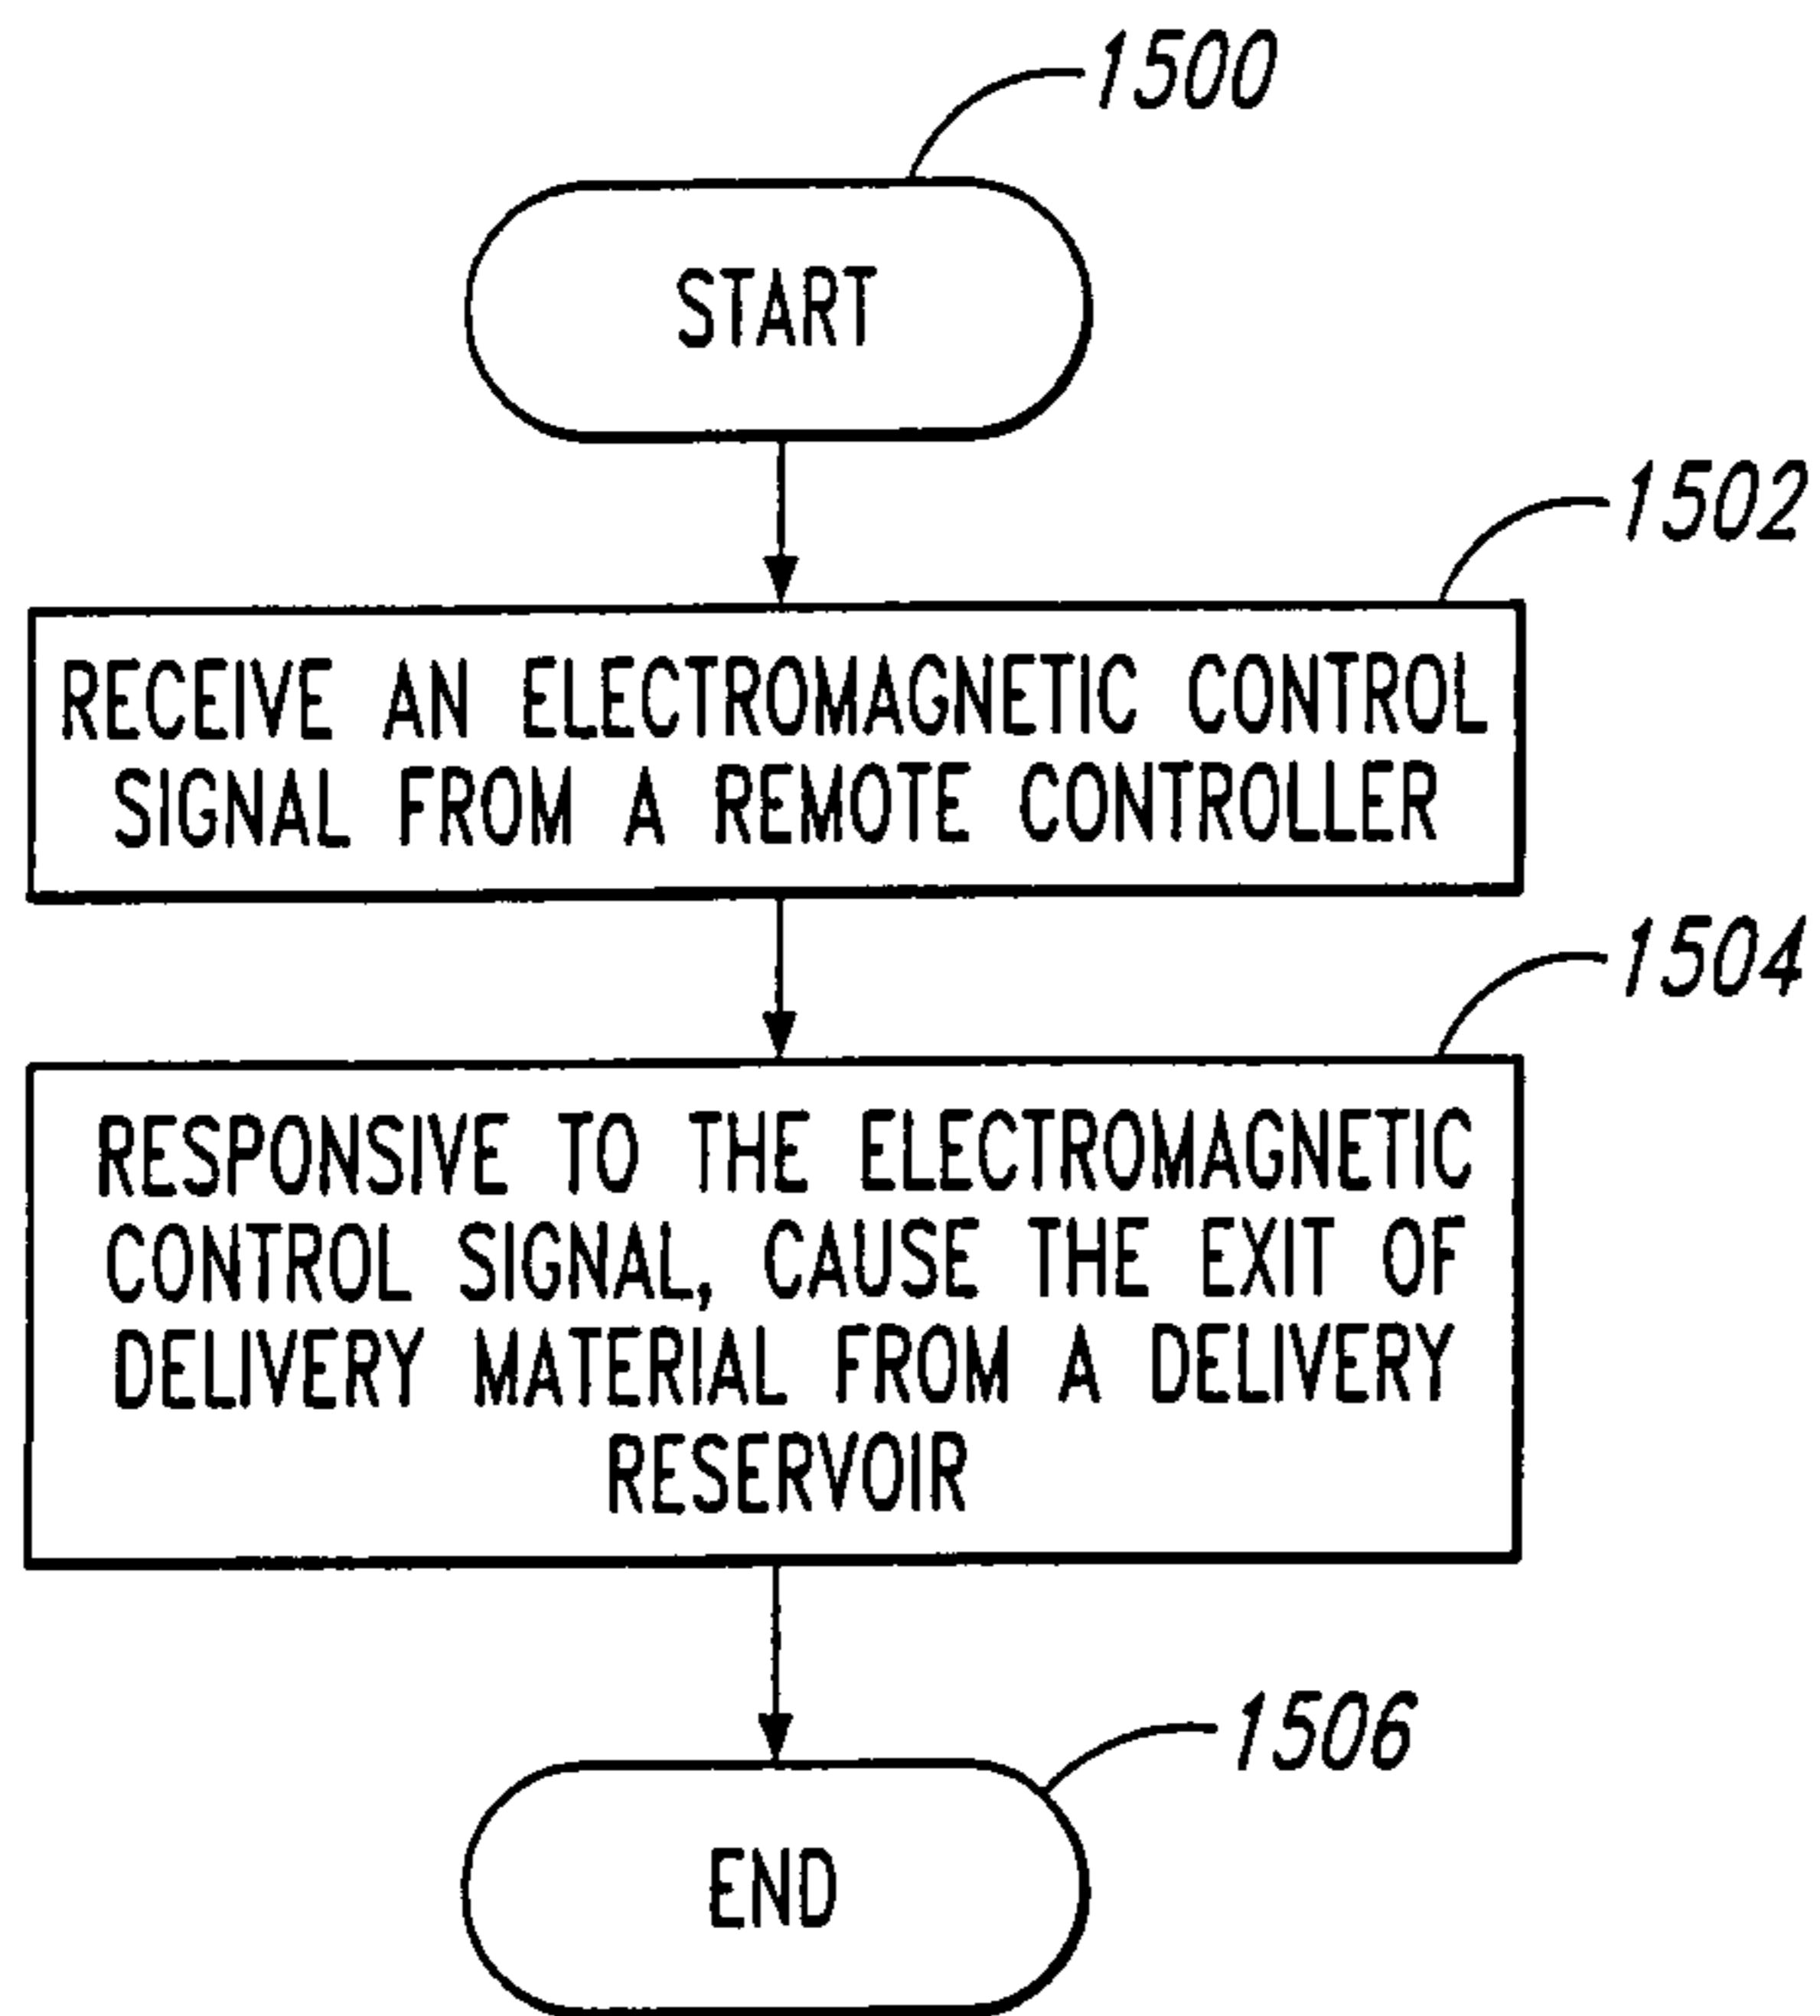 1500
START
1502
RECEIVE AN ELECTROMAGNETIC CONTROL
SIGNAL FROM A REMOTE CONTROLLER
1504
RESPONSIVE TO THE ELECTROMAGNETIC
CONTROL SIGNAL, CAUSE THE EXIT OF
DELIVERY MATERIAL FROM A DELIVERY
RESERVOIR
1506
END